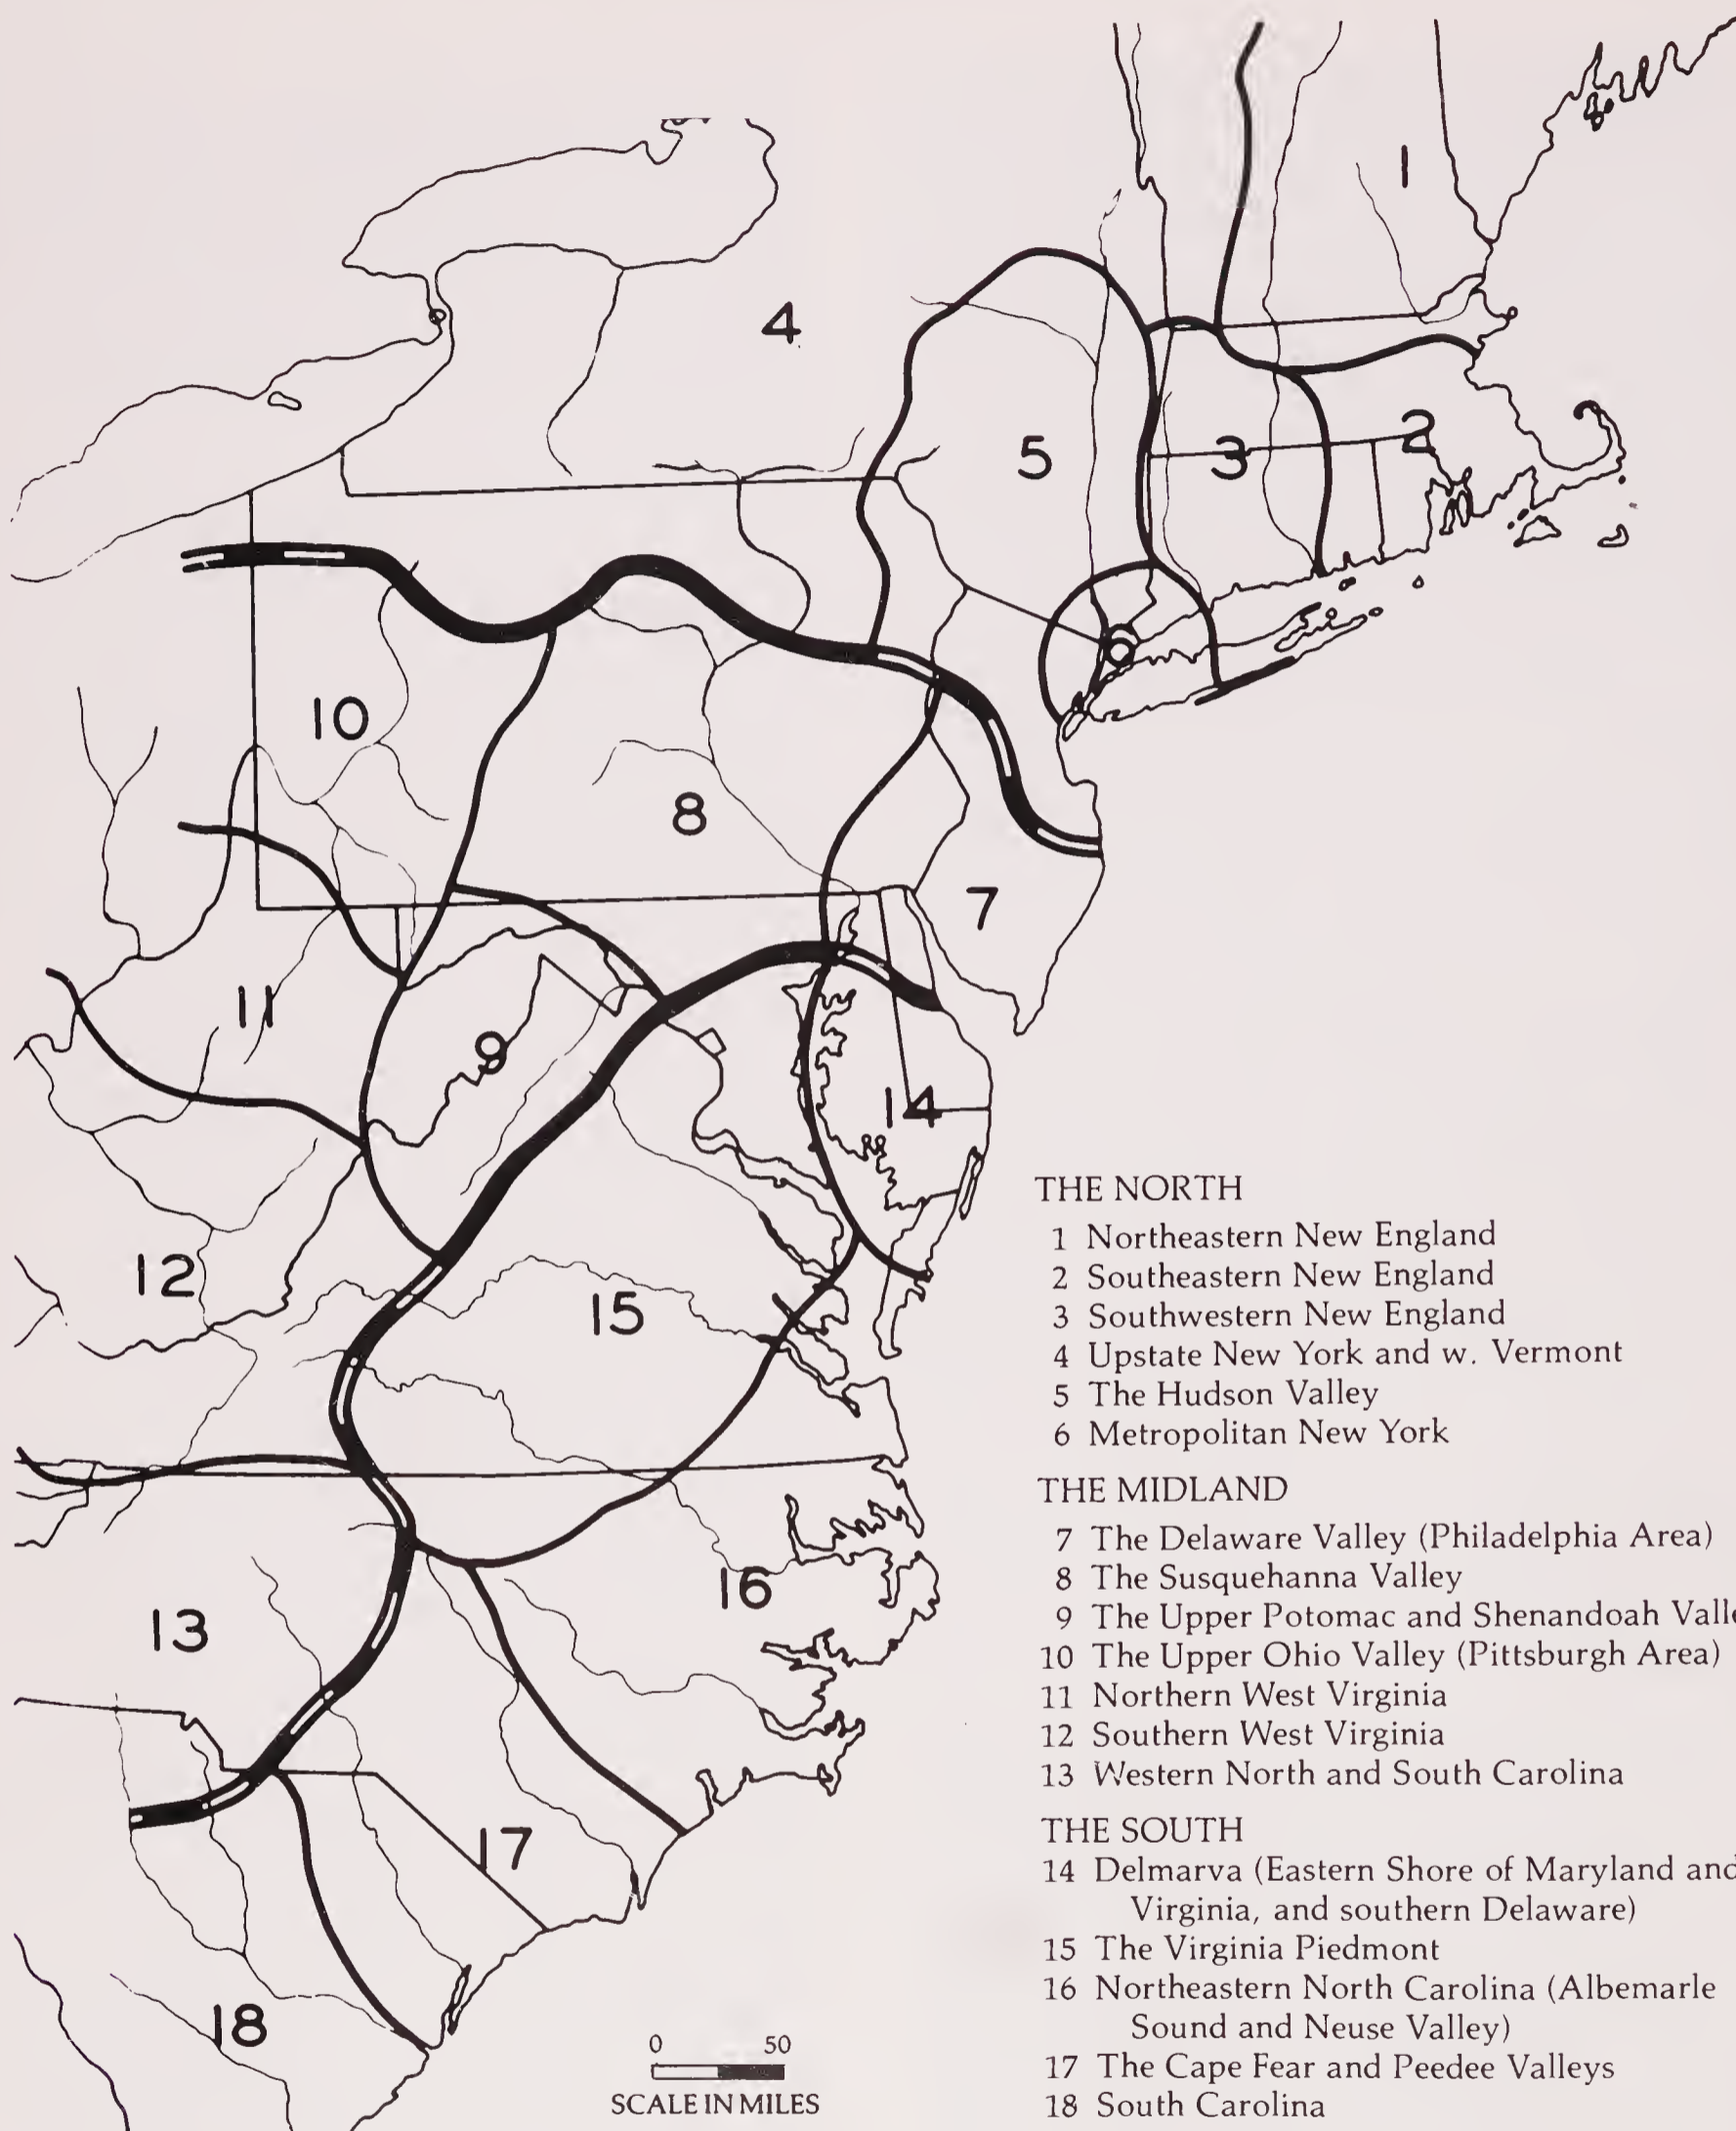 1
4
5
3
2
6
10
8
7
11
9
14
12
15
16
13
17
18
0 50
SCALE IN MILES
THE NORTH
1 Northeastern New England
2 Southeastern New England
3 Southwestern New England
4 Upstate New York and w. Vermont
5 The Hudson Valley
6 Metropolitan New York
THE MIDLAND
7 The Delaware Valley (Philadelphia Area)
8 The Susquehanna Valley
9 The Upper Potomac and Shenandoah Valle
10 The Upper Ohio Valley (Pittsburgh Area)
11 Northern West Virginia
12 Southern West Virginia
13 Western North and South Carolina
THE SOUTH
14 Delmarva (Eastern Shore of Maryland and
Virginia, and southern Delaware)
15 The Virginia Piedmont
16 Northeastern North Carolina (Albemarle
Sound and Neuse Valley)
17 The Cape Fear and Peedee Valleys
18 South Carolina